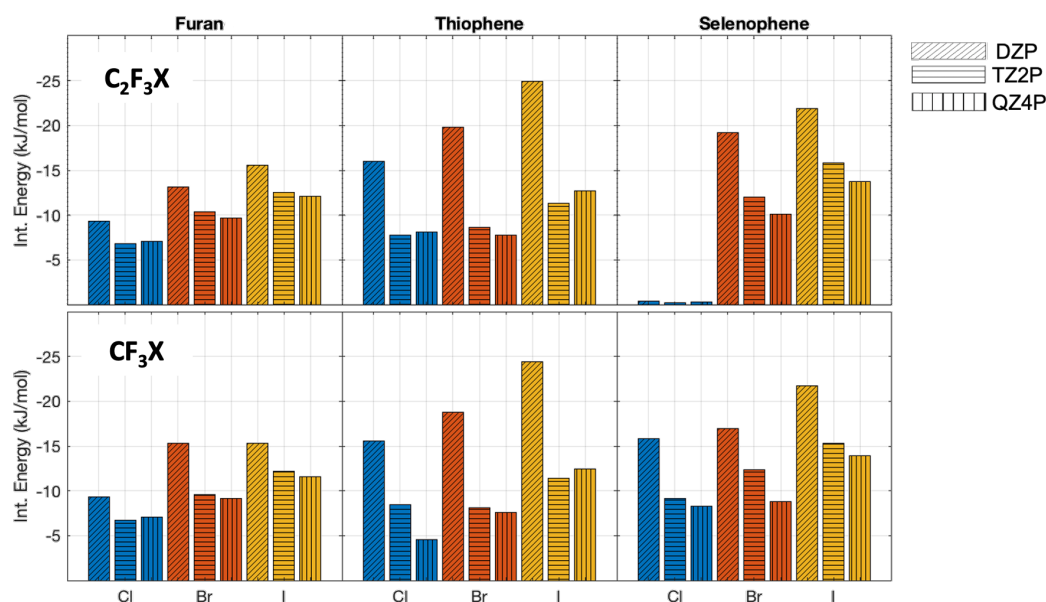 Furan Thiophene Selenophene
C₂F₃X
Int. Energy (kJ/mol)
-25
-20
-15
-10
-5
DZP
TZ2P
QZ4P
CF₃X
Int. Energy (kJ/mol)
-25
-20
-15
-10
-5
Cl Br I Cl Br I Cl Br I